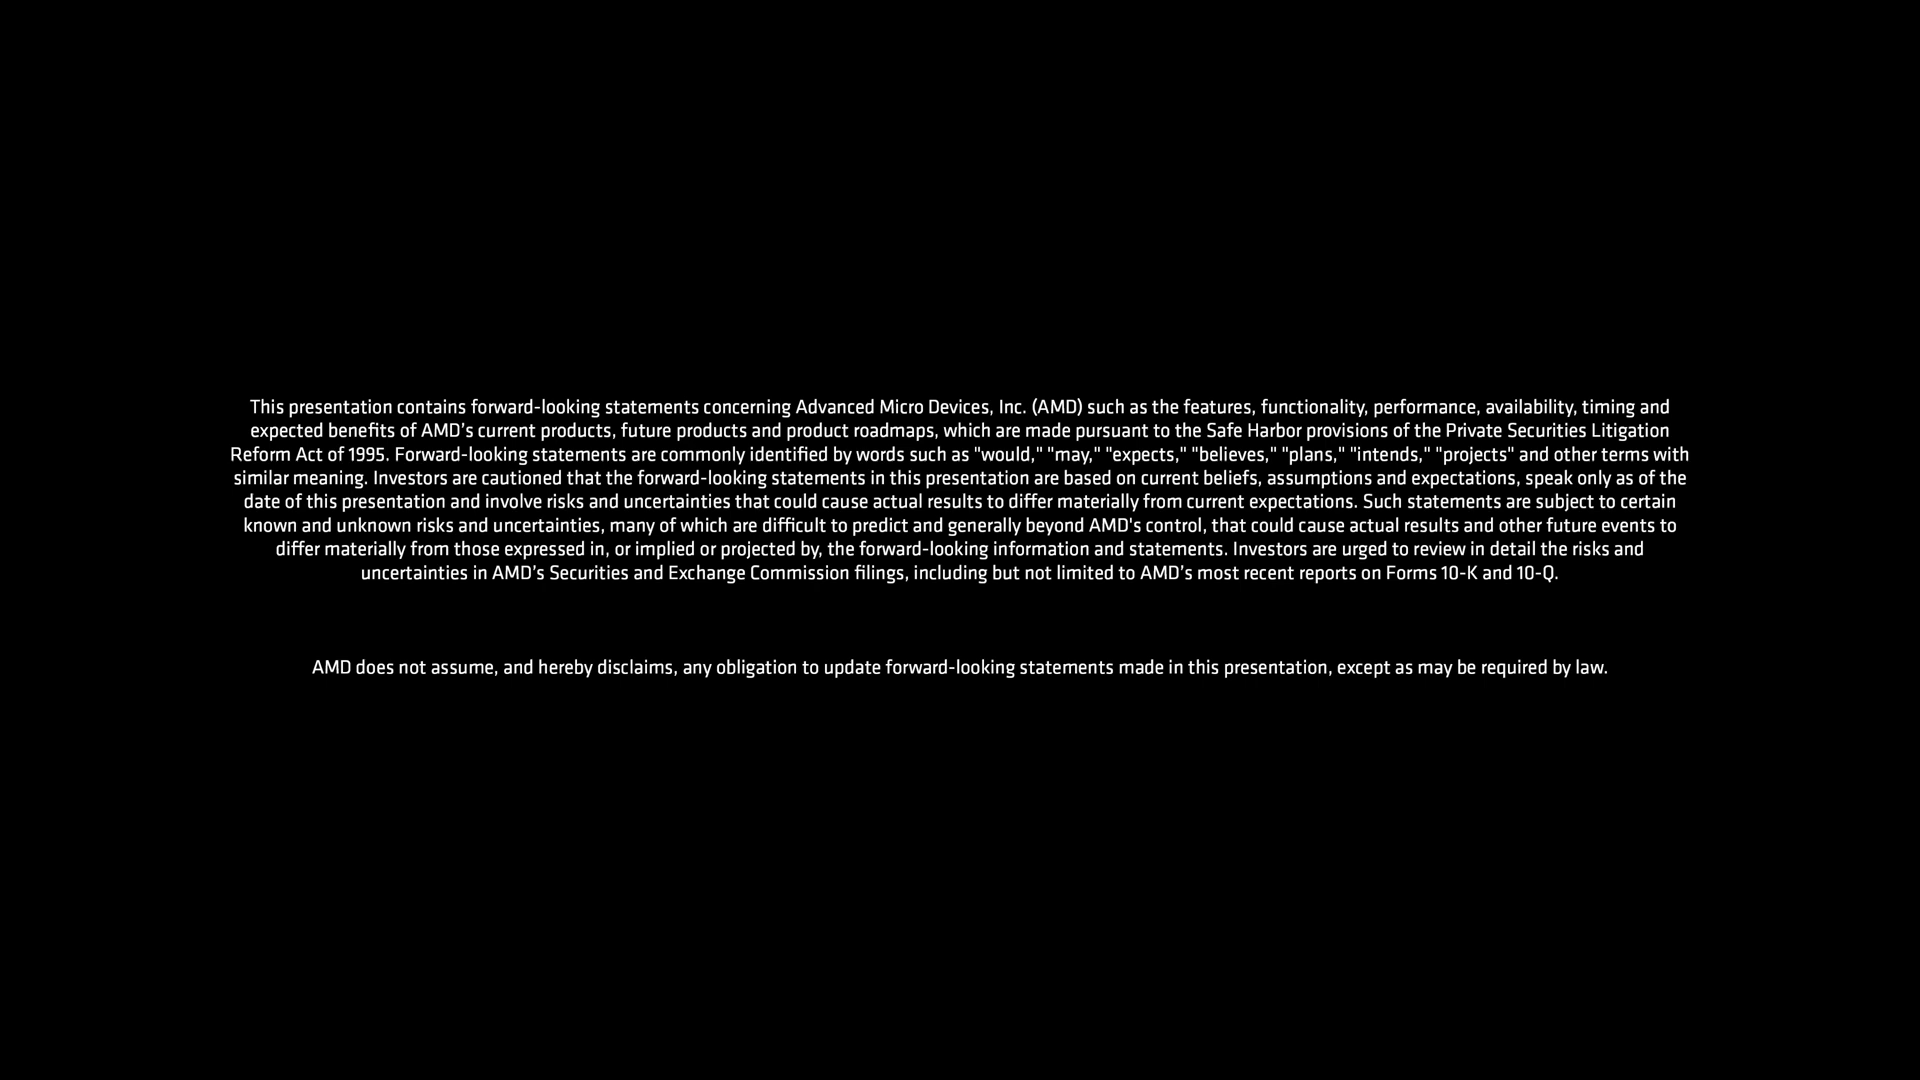 This presentation contains forward-looking statements concerning Advanced Micro Devices, Inc. (AMD) such as the features, functionality, performance, availability, timing and
expected benefits of AMD’s current products, future products and product roadmaps, which are made pursuant to the Safe Harbor provisions of the Private Securities Litigation
Reform Act of 1995. Forward-looking statements are commonly identified by words such as "would," "may," "expects," "believes," "plans," "intends," "projects" and other terms with
similar meaning. Investors are cautioned that the forward-looking statements in this presentation are based on current beliefs, assumptions and expectations, speak only as of the
date of this presentation and involve risks and uncertainties that could cause actual results to differ materially from current expectations. Such statements are subject to certain
known and unknown risks and uncertainties, many of which are difficult to predict and generally beyond AMD's control, that could cause actual results and other future events to
differ materially from those expressed in, or implied or projected by, the forward-looking information and statements. Investors are urged to review in detail the risks and
uncertainties in AMD’s Securities and Exchange Commission filings, including but not limited to AMD’s most recent reports on Forms 10-K and 10-Q.
AMD does not assume, and hereby disclaims, any obligation to update forward-looking statements made in this presentation, except as may be required by law.